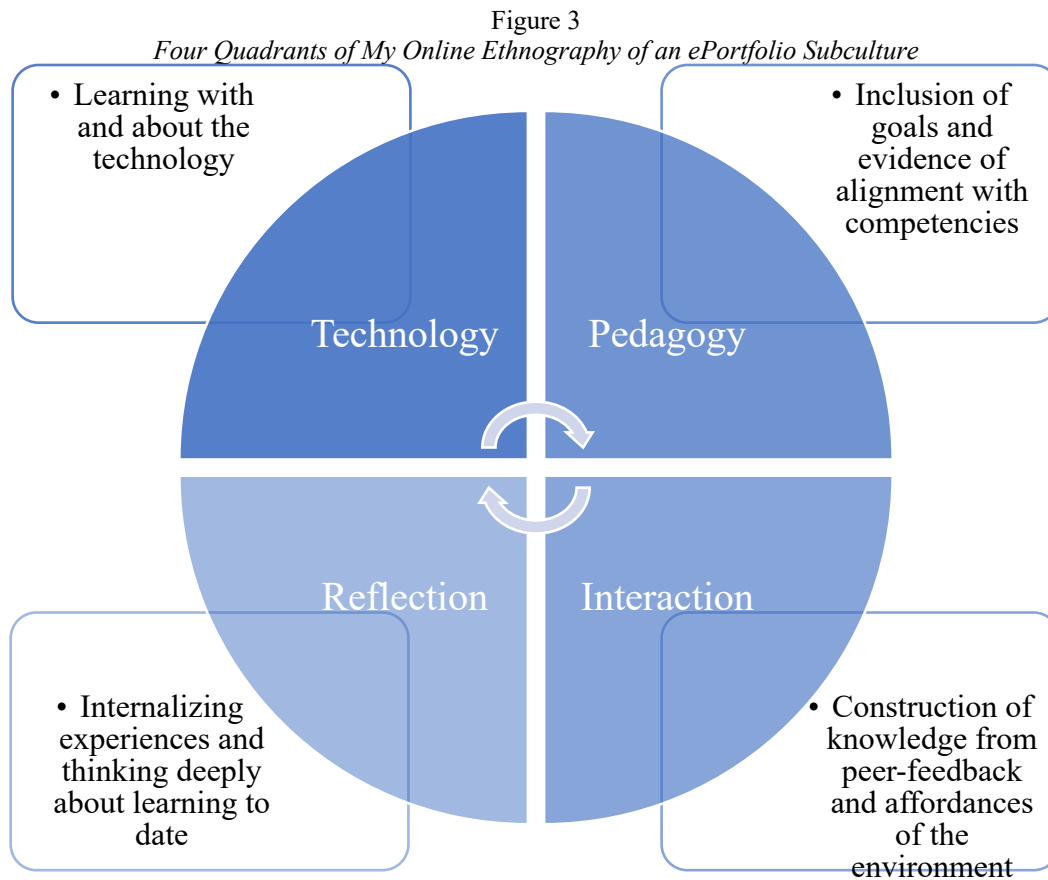 Figure 3
Four Quadrants of My Online Ethnography of an ePortfolio Subculture
• Learning with
and about the
technology
• Inclusion of
goals and
evidence of
alignment with
competencies
Technology
Pedagogy
Reflection
Interaction
• Internalizing
experiences and
thinking deeply
about learning to
date
• Construction of
knowledge from
peer-feedback
and affordances
of the
environment